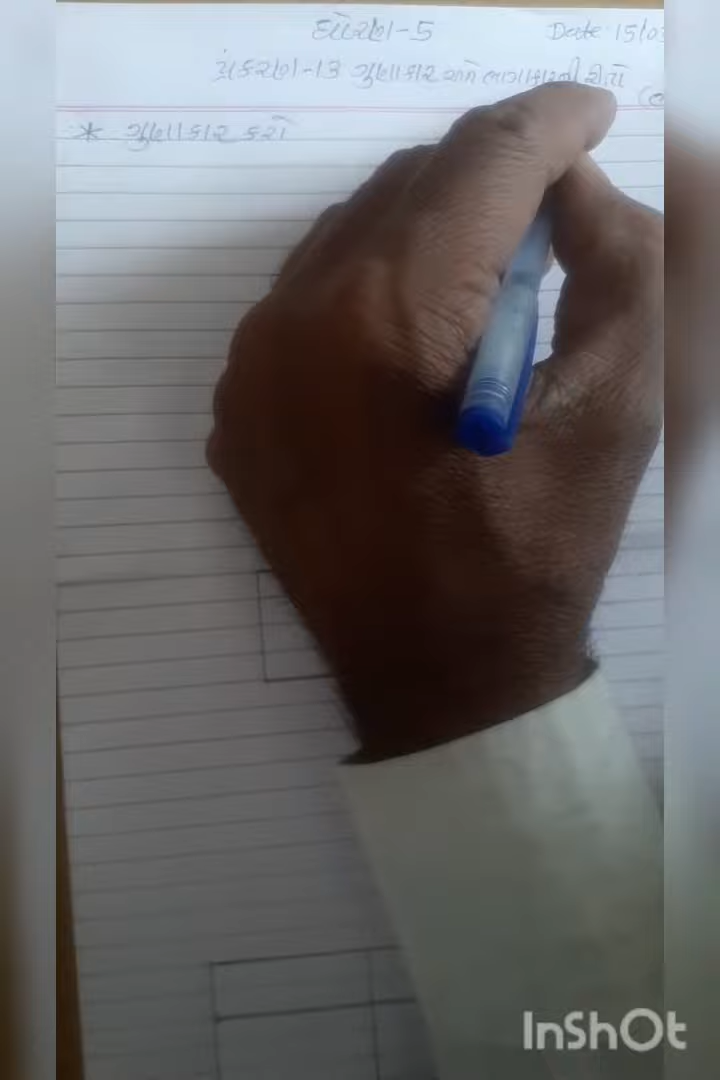 ધોરણ-5 Date 15/0
પ્રકરણ-13 ગુણાકાર અને ભાગાકારની રીતો
* ગુણાકાર કરો
InShOt